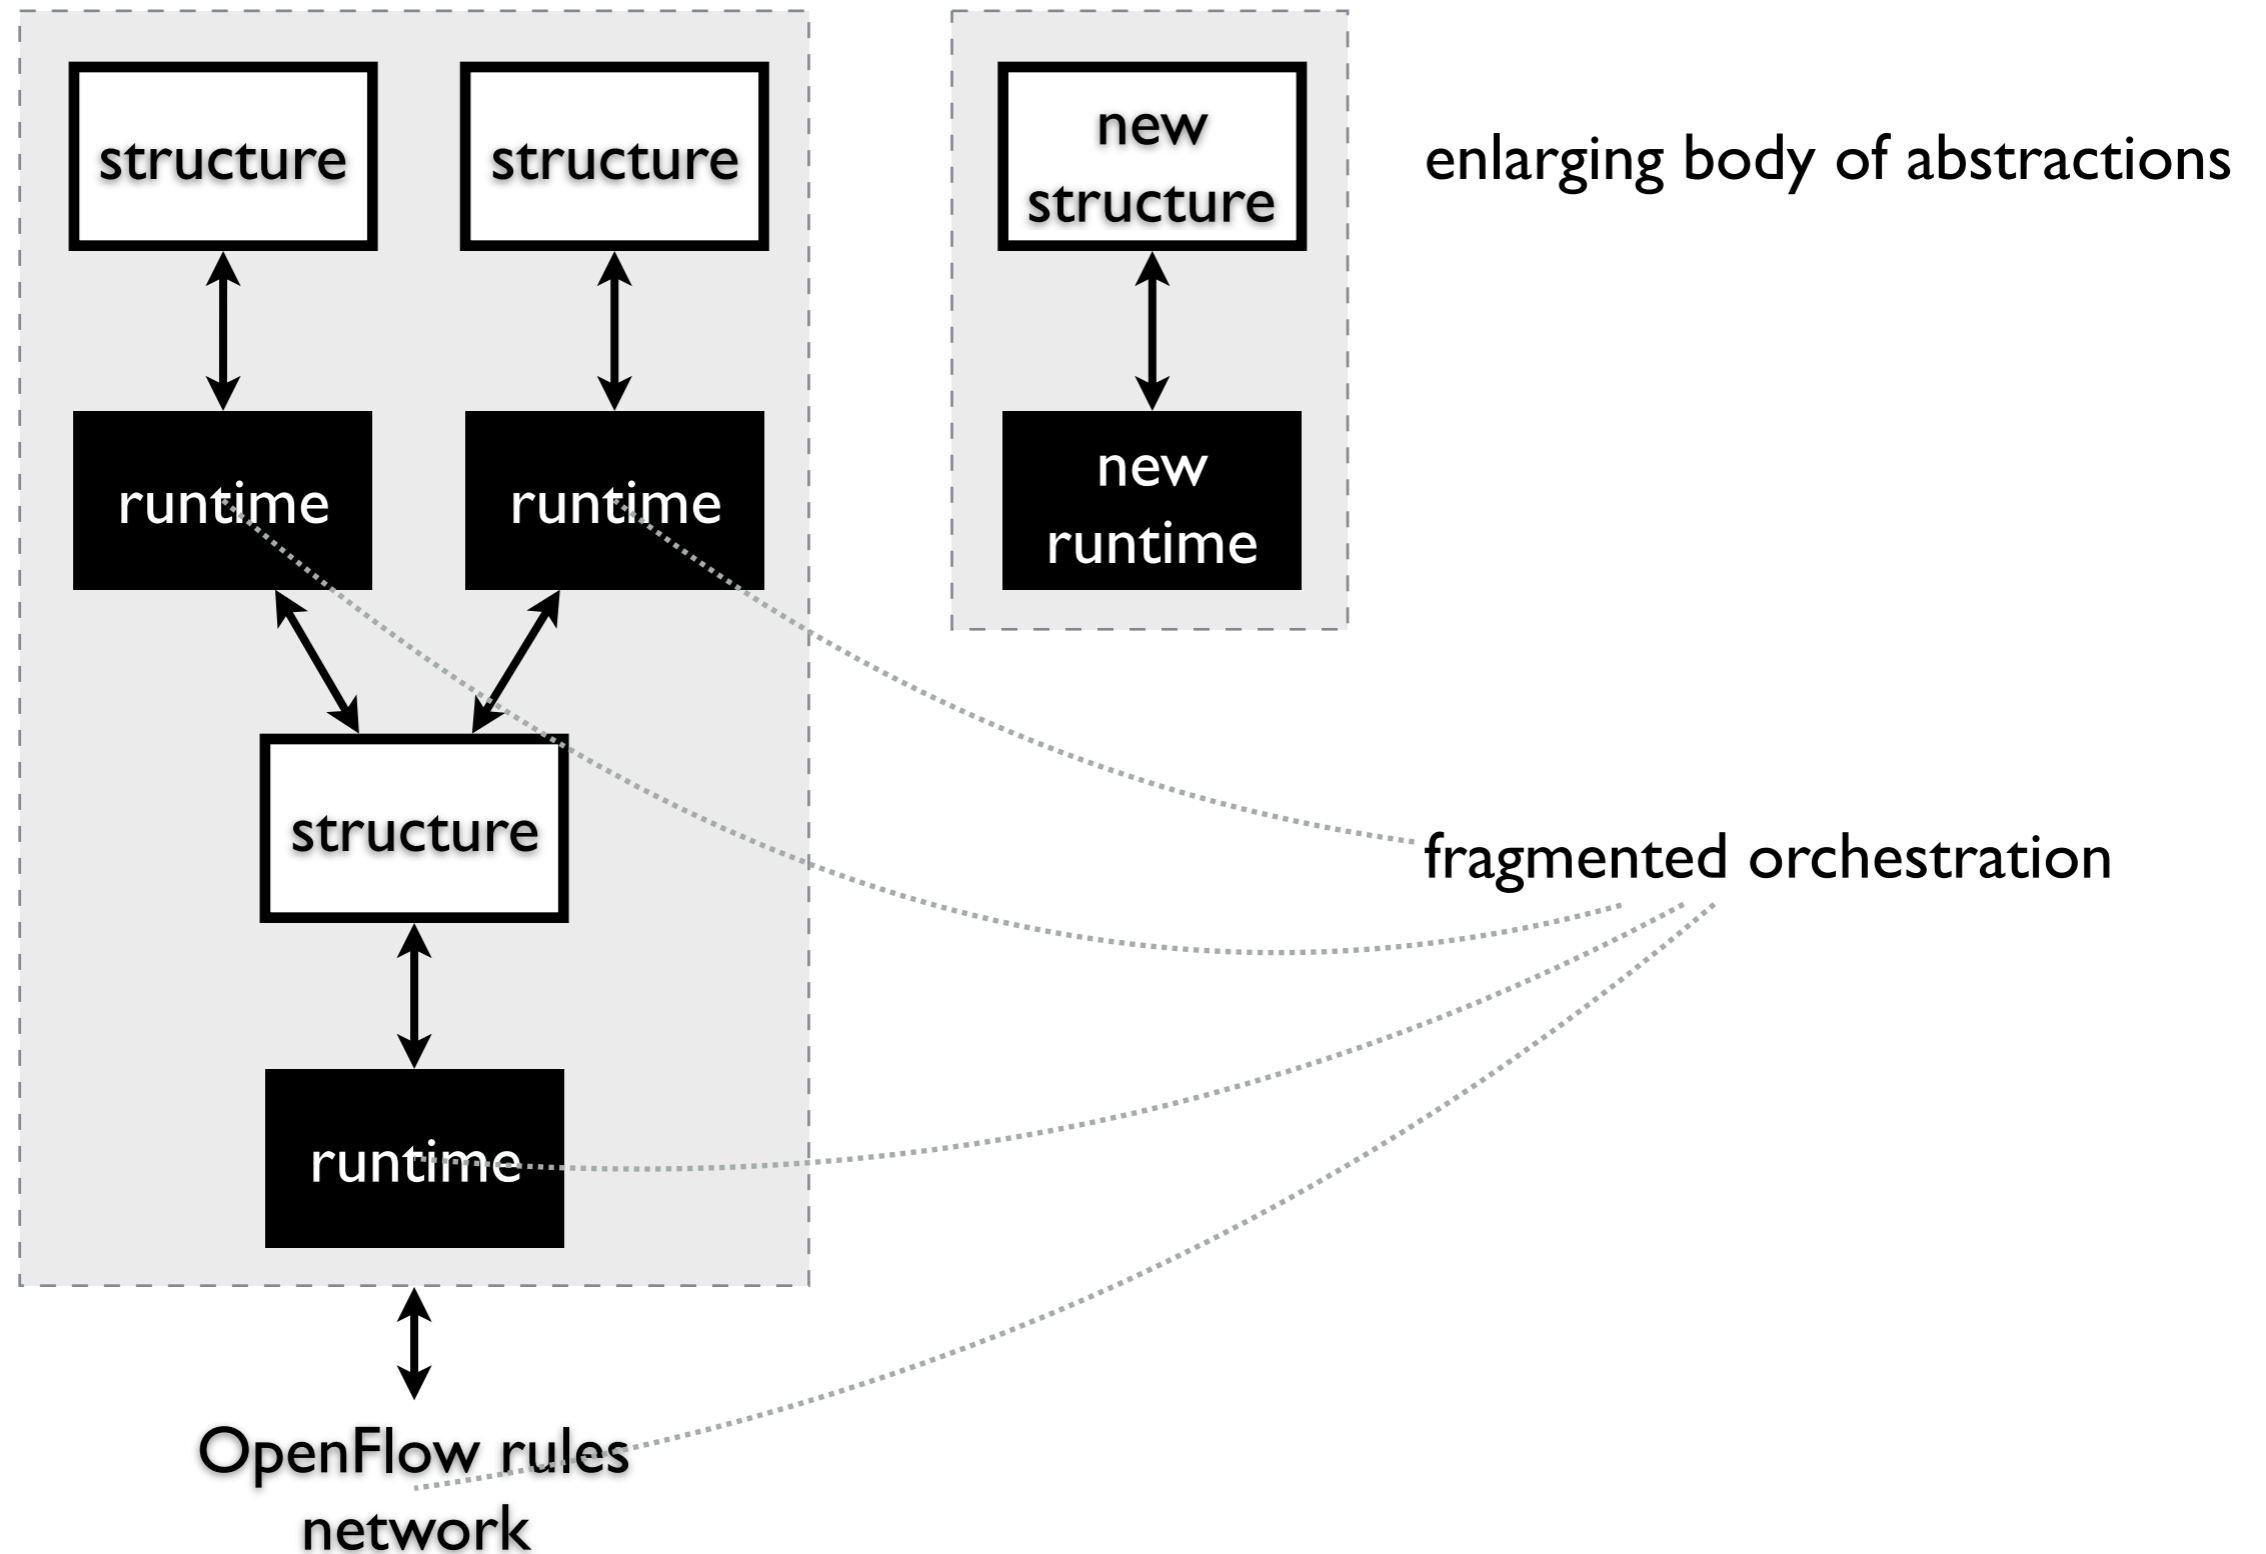 structure
structure
new
structure
enlarging body of abstractions
runtime
runtime
new
runtime
structure
fragmented orchestration
runtime
OpenFlow rules
network